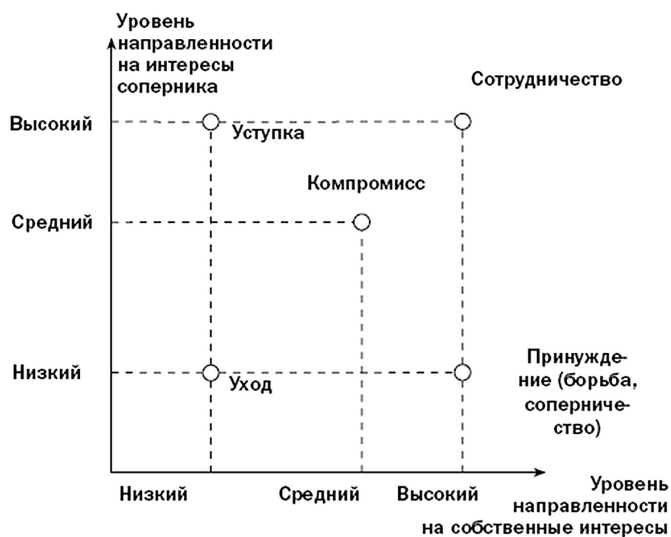 Уровень
направленности
на интересы
соперника
Сотрудничество
Высокий
Уступка
Компромисс
Средний
Низкий
Уход
Принужде-
ние (борьба,
соперниче-
ство)
Низкий
Средний
Высокий
Уровень
направленности
на собственные интересы